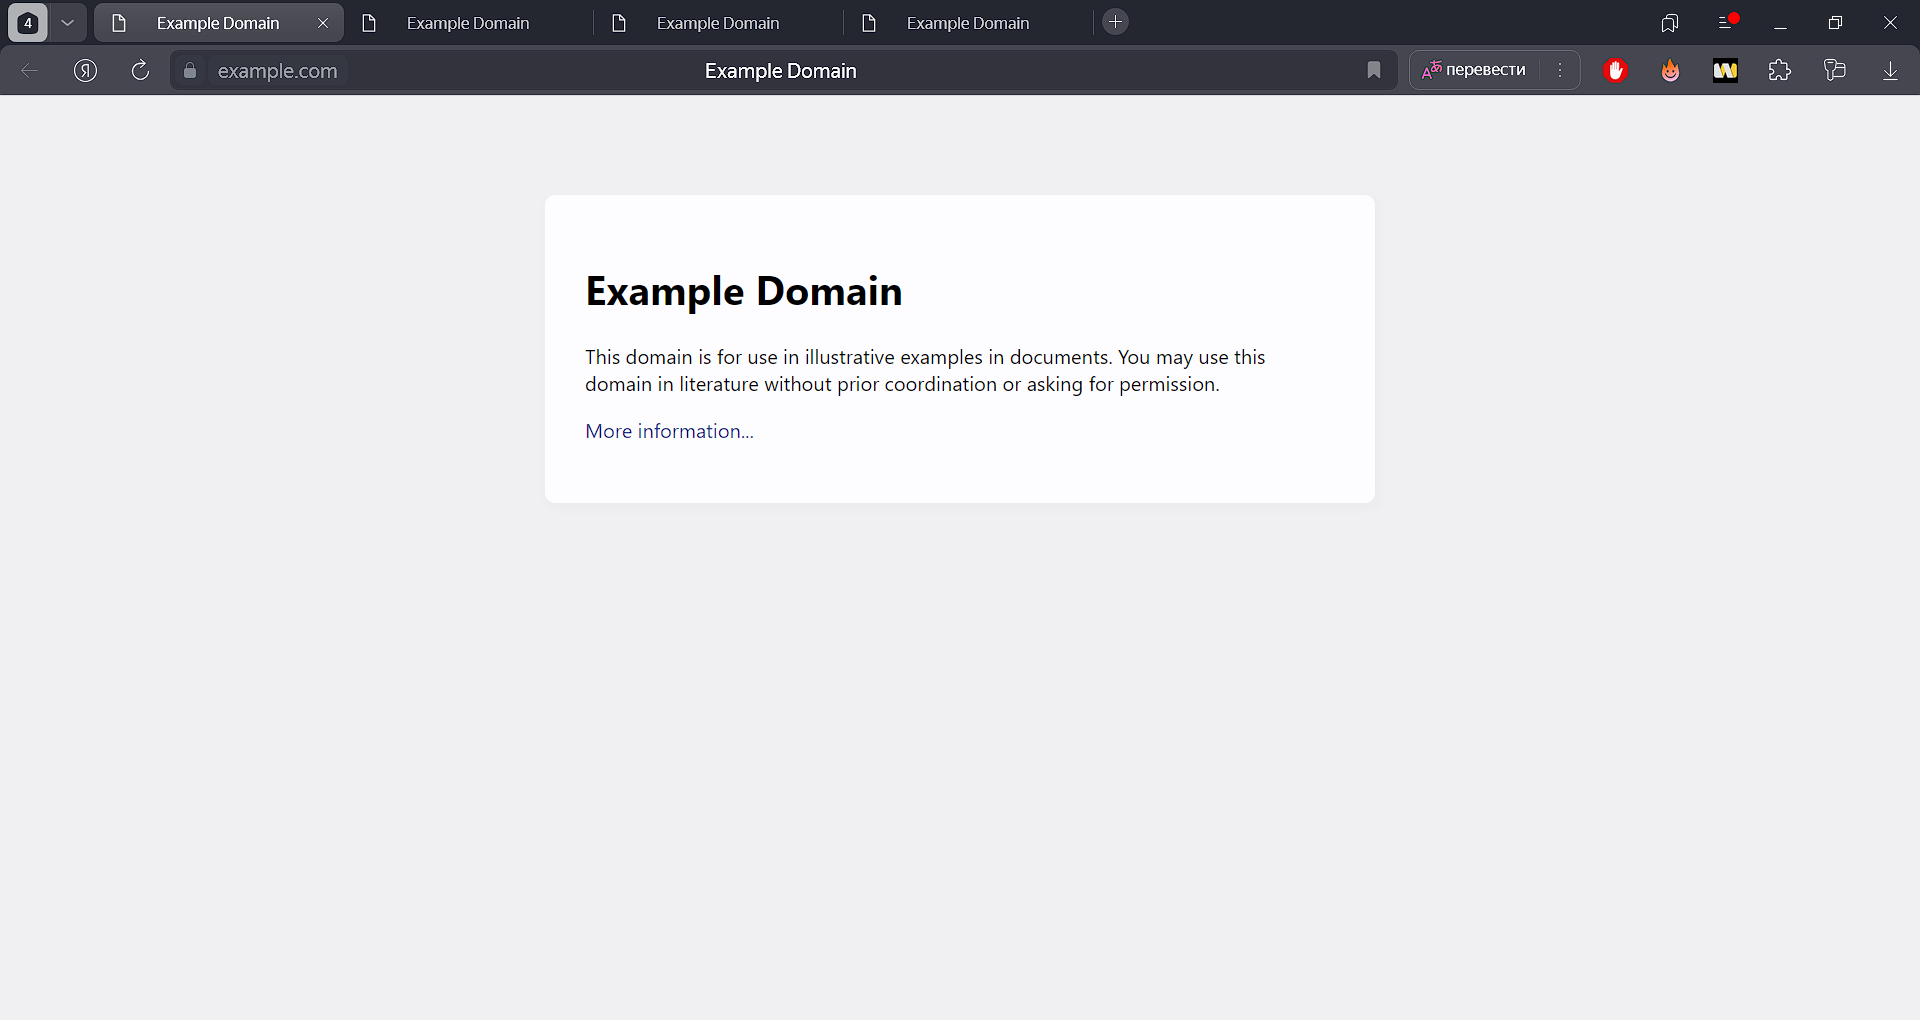 4
Example Domain
Example Domain
Example Domain
Example Domain
Я
example.com
Example Domain
Aあ перевести
W
Example Domain
This domain is for use in illustrative examples in documents. You may use this
domain in literature without prior coordination or asking for permission.
More information...